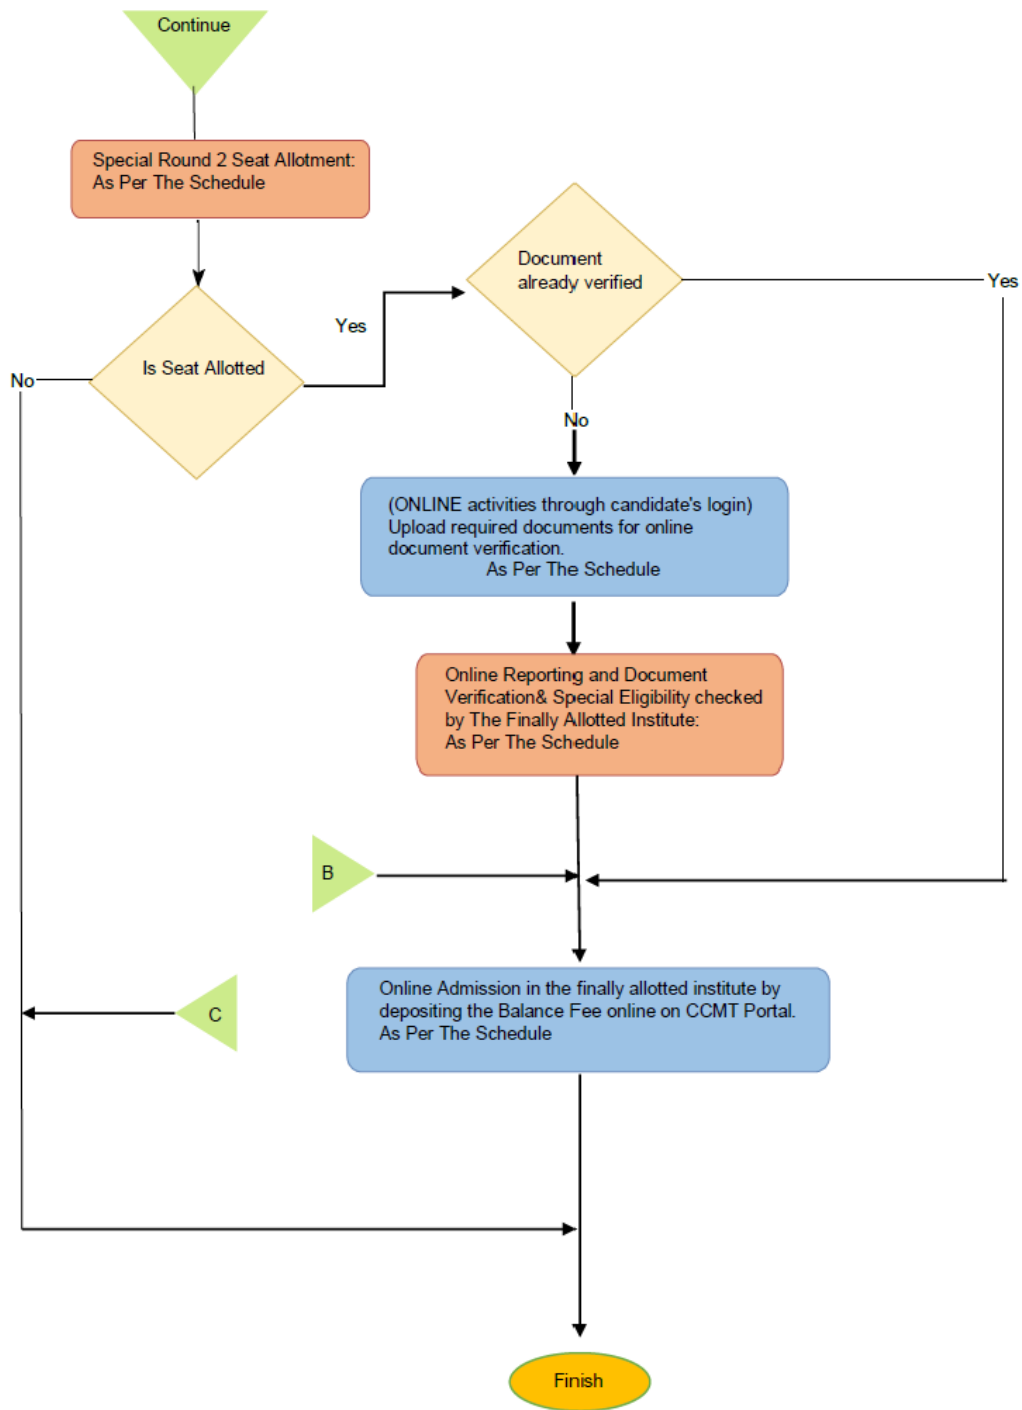 Continue
Special Round 2 Seat Allotment:
As Per The Schedule
Document
already verified
Yes
Yes
Is Seat Allotted
No
No
(ONLINE activities through candidate's login)
Upload required documents for online
document verification.
As Per The Schedule
Online Reporting and Document
Verification& Special Eligibility checked
by The Finally Allotted Institute:
As Per The Schedule
B
Online Admission in the finally allotted institute by
depositing the Balance Fee online on CCMT Portal.
As Per The Schedule
C
Finish